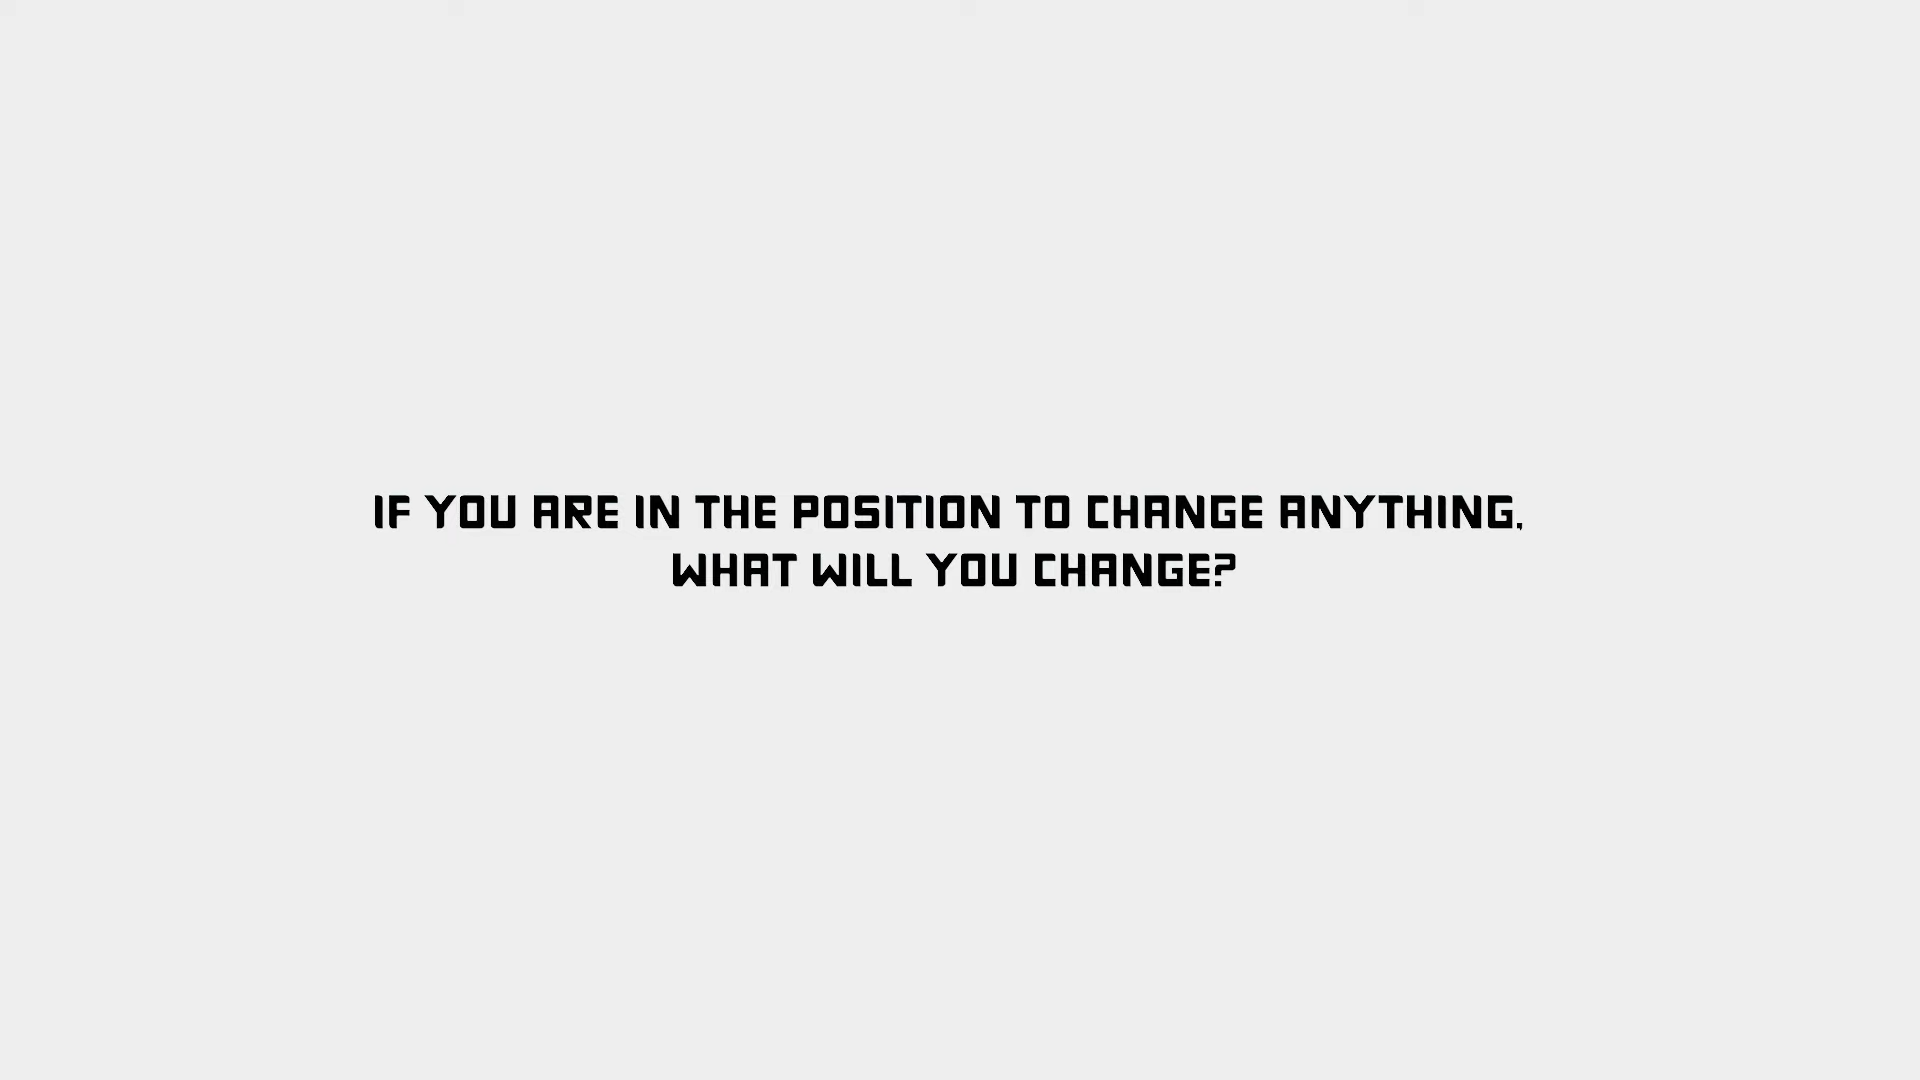 IF YOU ARE IN THE POSITION TO CHANGE ANYTHING,
WHAT WILL YOU CHANGE?